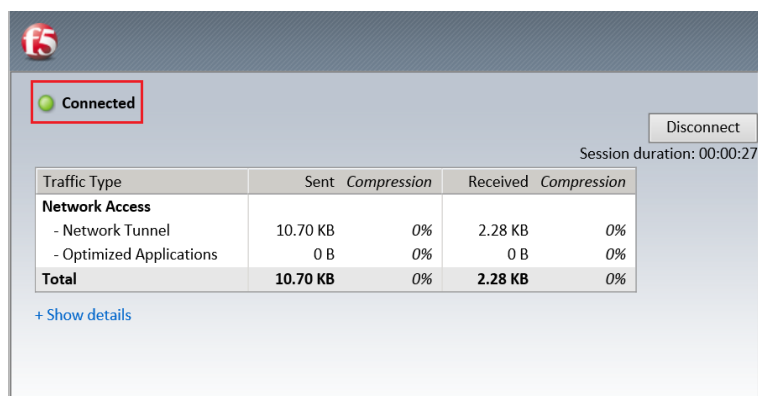 f5
Connected
Disconnect
Session duration: 00:00:27
Traffic Type Sent Compression Received Compression
Network Access
- Network Tunnel 10.70 KB 0% 2.28 KB 0%
- Optimized Applications 0 B 0% 0 B 0%
Total 10.70 KB 0% 2.28 KB 0%
+ Show details